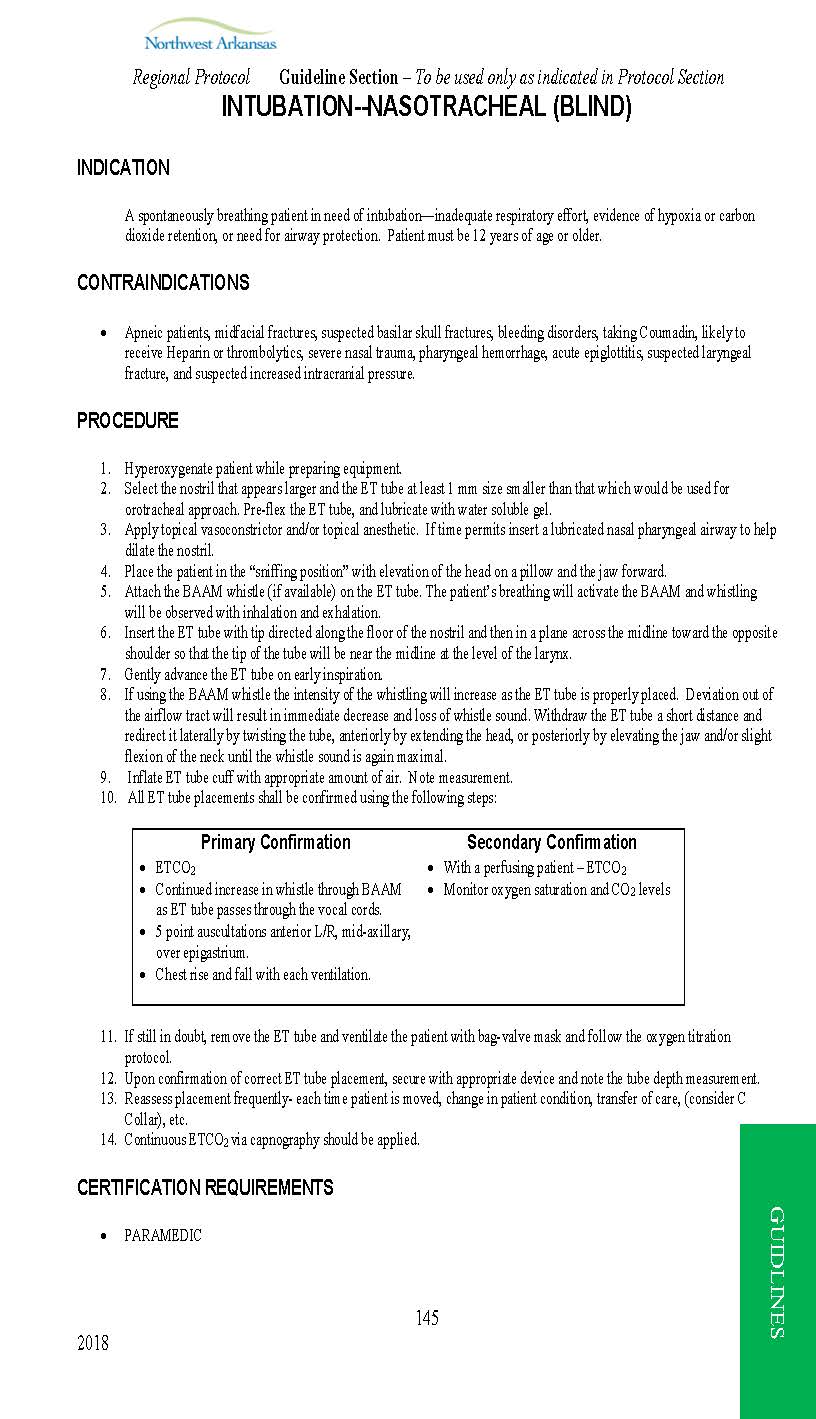 Northwest Arkansas
Regional Protocol Guideline Section – To be used only as indicated in Protocol Section
INTUBATION--NASOTRACHEAL (BLIND)
INDICATION
A spontaneously breathing patient in need of intubation—inadequate respiratory effort, evidence of hypoxia or carbon
dioxide retention, or need for airway protection. Patient must be 12 years of age or older.
CONTRAINDICATIONS
• Apneic patients, midfacial fractures, suspected basilar skull fractures, bleeding disorders, taking Coumadin, likely to
receive Heparin or thrombolytics, severe nasal trauma, pharyngeal hemorrhage, acute epiglottitis, suspected laryngeal
fracture, and suspected increased intracranial pressure.
PROCEDURE
1. Hyperoxygenate patient while preparing equipment.
2. Select the nostril that appears larger and the ET tube at least 1 mm size smaller than that which would be used for
orotracheal approach. Pre-flex the ET tube, and lubricate with water soluble gel.
3. Apply topical vasoconstrictor and/or topical anesthetic. If time permits insert a lubricated nasal pharyngeal airway to help
dilate the nostril.
4. Place the patient in the “sniffing position” with elevation of the head on a pillow and the jaw forward.
5. Attach the BAAM whistle (if available) on the ET tube. The patient’s breathing will activate the BAAM and whistling
will be observed with inhalation and exhalation.
6. Insert the ET tube with tip directed along the floor of the nostril and then in a plane across the midline toward the opposite
shoulder so that the tip of the tube will be near the midline at the level of the larynx.
7. Gently advance the ET tube on early inspiration.
8. If using the BAAM whistle the intensity of the whistling will increase as the ET tube is properly placed. Deviation out of
the airflow tract will result in immediate decrease and loss of whistle sound. Withdraw the ET tube a short distance and
redirect it laterally by twisting the tube, anteriorly by extending the head, or posteriorly by elevating the jaw and/or slight
flexion of the neck until the whistle sound is again maximal.
9. Inflate ET tube cuff with appropriate amount of air. Note measurement.
10. All ET tube placements shall be confirmed using the following steps:
Primary Confirmation
• ETCO2
• Continued increase in whistle through BAAM
as ET tube passes through the vocal cords.
• 5 point auscultations anterior L/R, mid-axillary,
over epigastrium.
• Chest rise and fall with each ventilation.
Secondary Confirmation
• With a perfusing patient – ETCO2
• Monitor oxygen saturation and CO2 levels
11. If still in doubt, remove the ET tube and ventilate the patient with bag-valve mask and follow the oxygen titration
protocol.
12. Upon confirmation of correct ET tube placement, secure with appropriate device and note the tube depth measurement.
13. Reassess placement frequently- each time patient is moved, change in patient condition, transfer of care, (consider C
Collar), etc.
14. Continuous ETCO2 via capnography should be applied.
CERTIFICATION REQUIREMENTS
• PARAMEDIC
GUIDLINES
145
2018